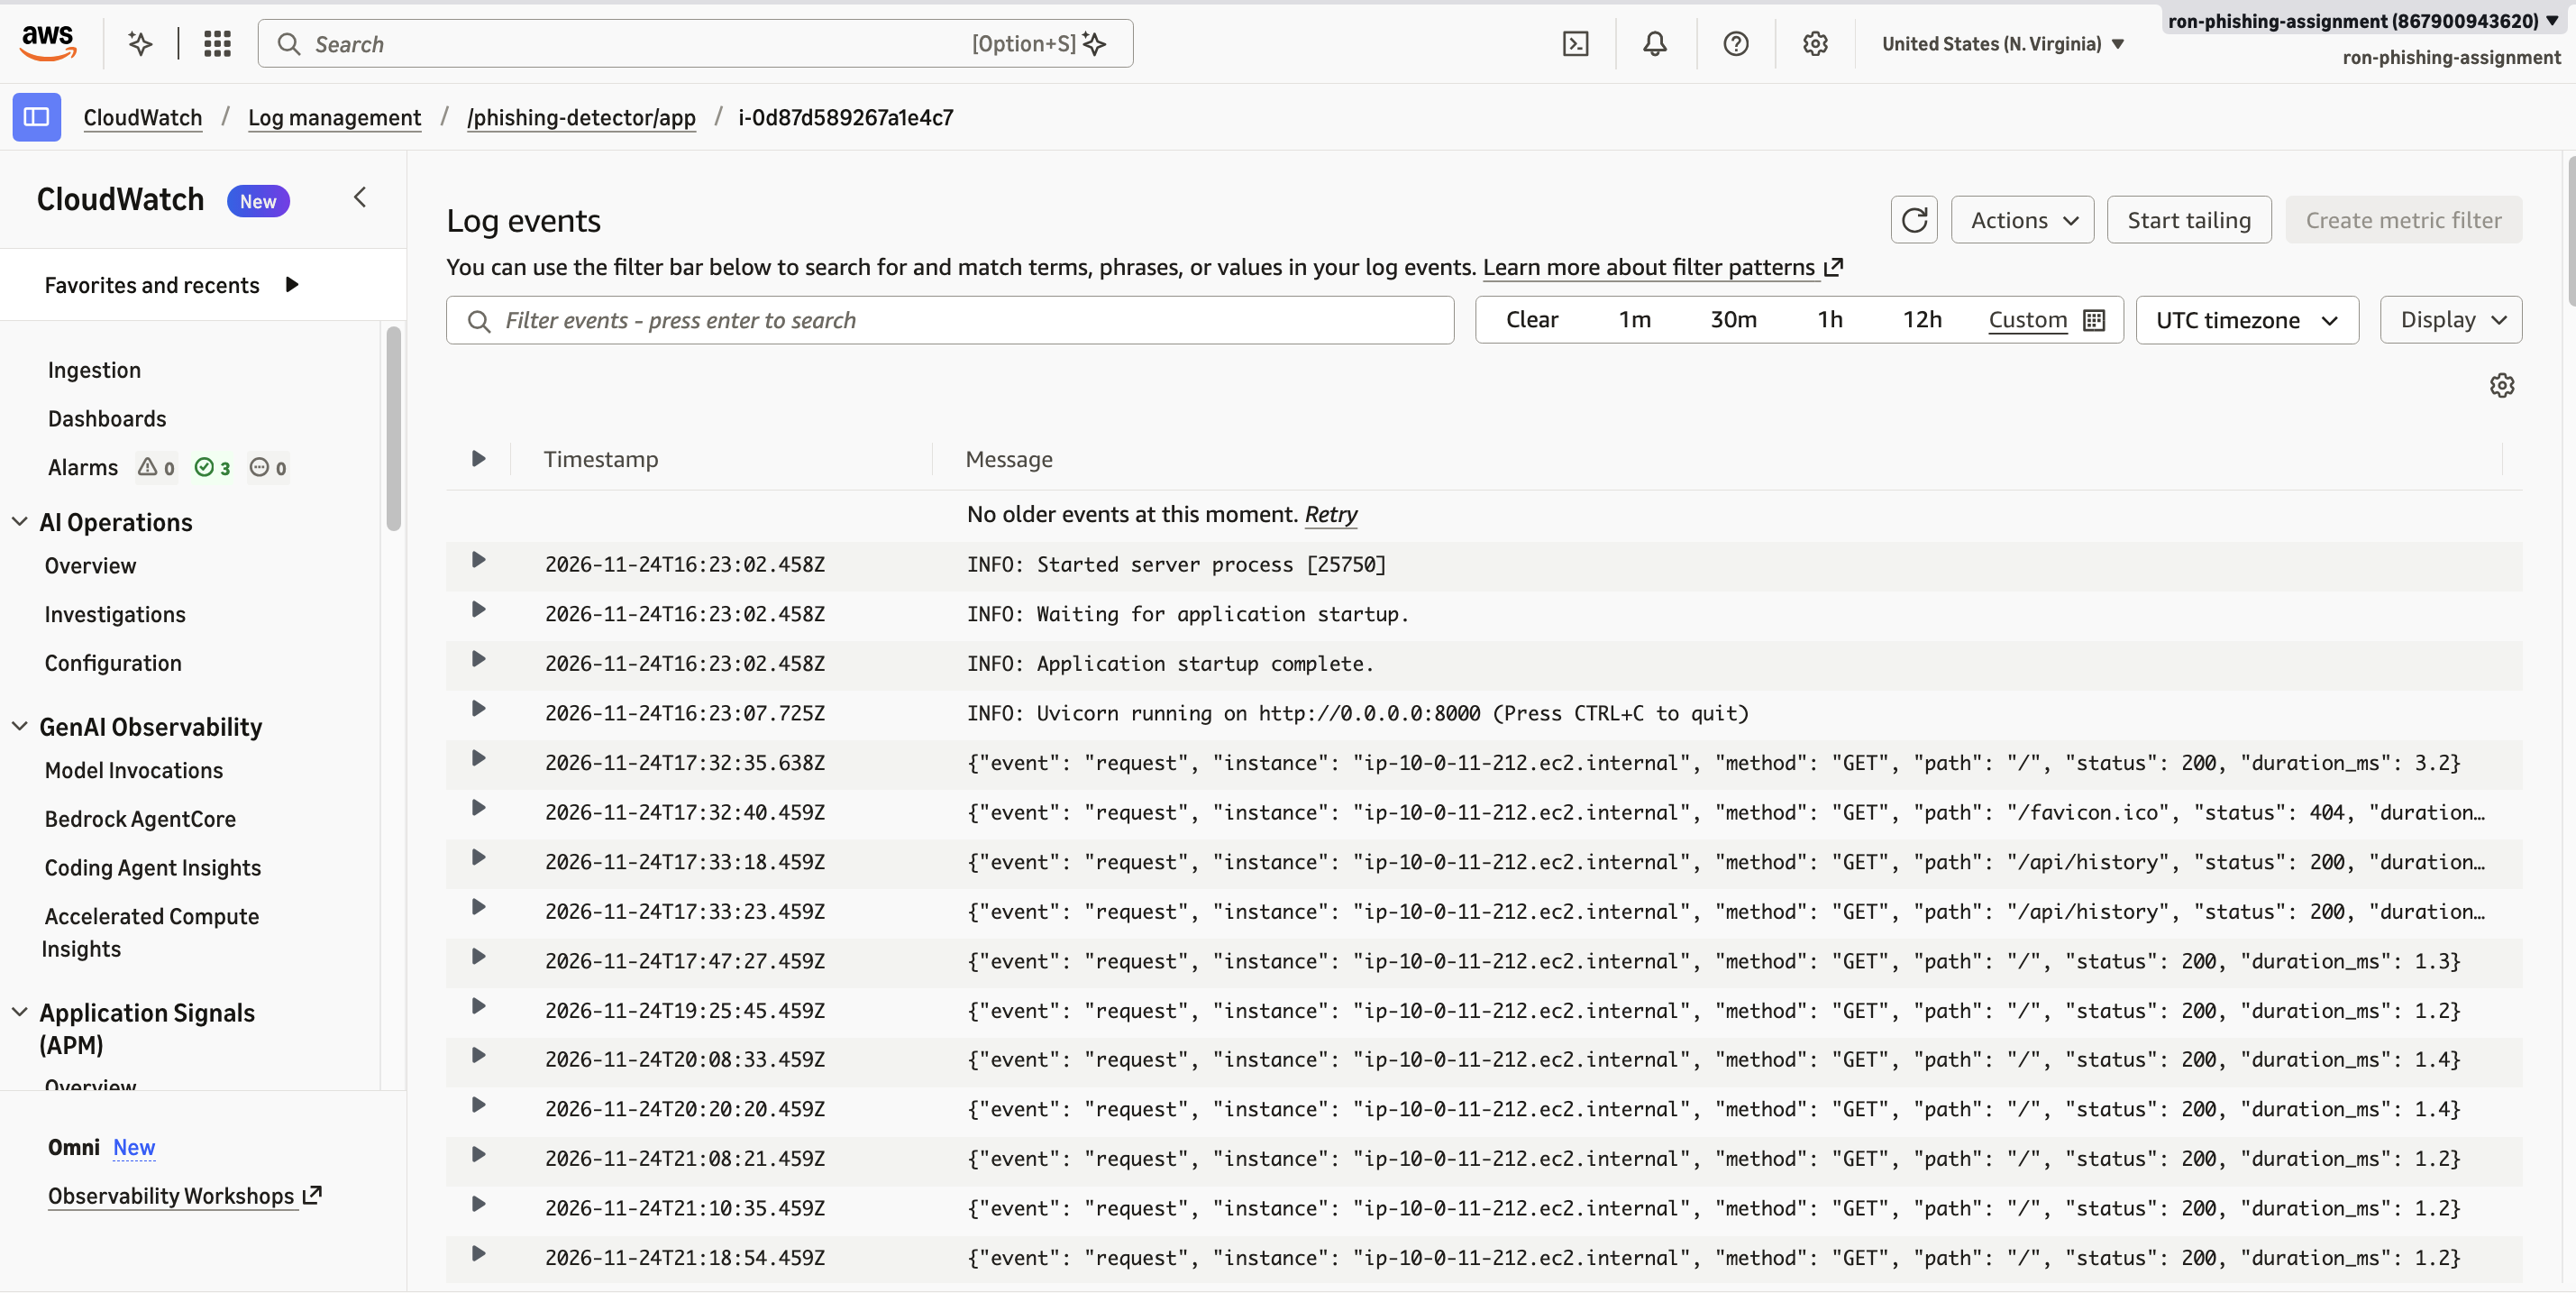 aws
Search [Option+S]
United States (N. Virginia)
ron-phishing-assignment (867900943620)
ron-phishing-assignment
CloudWatch / Log management / /phishing-detector/app / i-0d87d589267a1e4c7
CloudWatch New
Favorites and recents
Ingestion
Dashboards
Alarms 0 3 0
AI Operations
Overview
Investigations
Configuration
GenAI Observability
Model Invocations
Bedrock AgentCore
Coding Agent Insights
Accelerated Compute
Insights
Application Signals
(APM)
Overview
Omni New
Observability Workshops
Log events
Actions
Start tailing
Create metric filter
You can use the filter bar below to search for and match terms, phrases, or values in your log events. Learn more about filter patterns
Filter events - press enter to search
Clear 1m 30m 1h 12h Custom
UTC timezone
Display
Timestamp Message
No older events at this moment. Retry
2026-11-24T16:23:02.458Z INFO: Started server process [25750]
2026-11-24T16:23:02.458Z INFO: Waiting for application startup.
2026-11-24T16:23:02.458Z INFO: Application startup complete.
2026-11-24T16:23:07.725Z INFO: Uvicorn running on http://0.0.0.0:8000 (Press CTRL+C to quit)
2026-11-24T17:32:35.638Z {"event": "request", "instance": "ip-10-0-11-212.ec2.internal", "method": "GET", "path": "/", "status": 200, "duration_ms": 3.2}
2026-11-24T17:32:40.459Z {"event": "request", "instance": "ip-10-0-11-212.ec2.internal", "method": "GET", "path": "/favicon.ico", "status": 404, "duration…
2026-11-24T17:33:18.459Z {"event": "request", "instance": "ip-10-0-11-212.ec2.internal", "method": "GET", "path": "/api/history", "status": 200, "duration…
2026-11-24T17:33:23.459Z {"event": "request", "instance": "ip-10-0-11-212.ec2.internal", "method": "GET", "path": "/api/history", "status": 200, "duration…
2026-11-24T17:47:27.459Z {"event": "request", "instance": "ip-10-0-11-212.ec2.internal", "method": "GET", "path": "/", "status": 200, "duration_ms": 1.3}
2026-11-24T19:25:45.459Z {"event": "request", "instance": "ip-10-0-11-212.ec2.internal", "method": "GET", "path": "/", "status": 200, "duration_ms": 1.2}
2026-11-24T20:08:33.459Z {"event": "request", "instance": "ip-10-0-11-212.ec2.internal", "method": "GET", "path": "/", "status": 200, "duration_ms": 1.4}
2026-11-24T20:20:20.459Z {"event": "request", "instance": "ip-10-0-11-212.ec2.internal", "method": "GET", "path": "/", "status": 200, "duration_ms": 1.4}
2026-11-24T21:08:21.459Z {"event": "request", "instance": "ip-10-0-11-212.ec2.internal", "method": "GET", "path": "/", "status": 200, "duration_ms": 1.2}
2026-11-24T21:10:35.459Z {"event": "request", "instance": "ip-10-0-11-212.ec2.internal", "method": "GET", "path": "/", "status": 200, "duration_ms": 1.2}
2026-11-24T21:18:54.459Z {"event": "request", "instance": "ip-10-0-11-212.ec2.internal", "method": "GET", "path": "/", "status": 200, "duration_ms": 1.2}